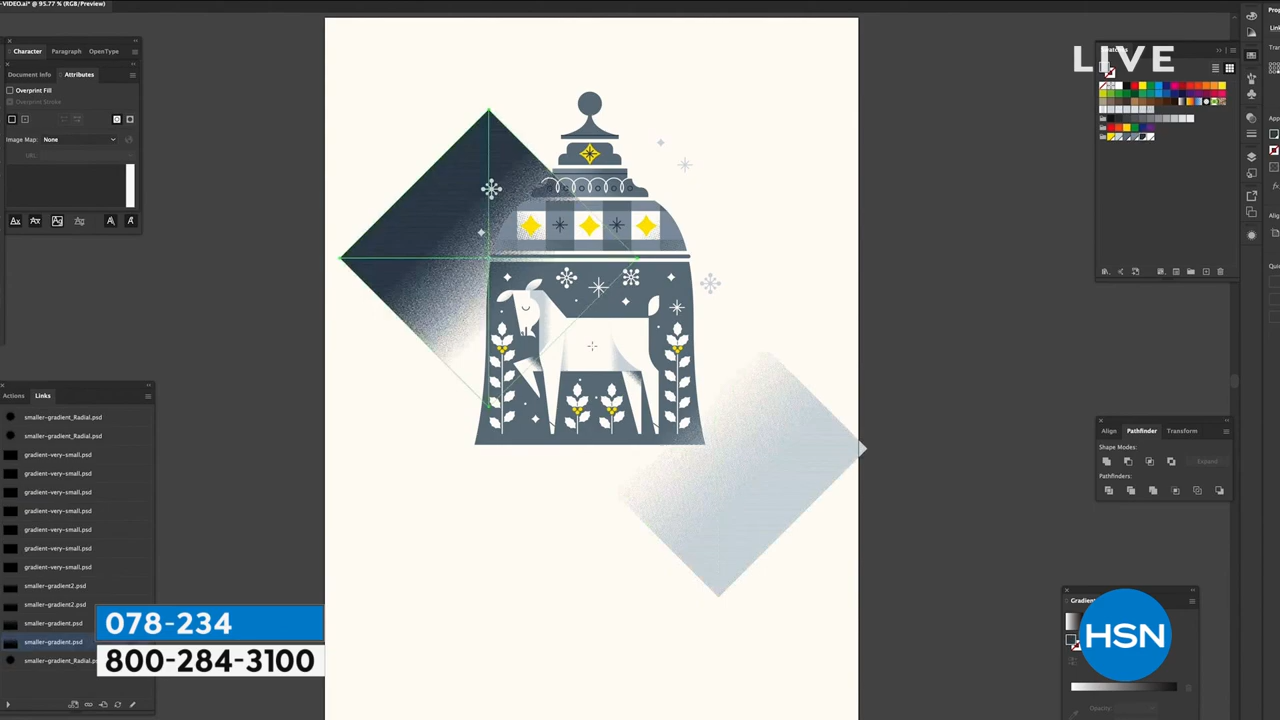 -VIDEO.ai* @ 95.77 % (RGB/Preview)
Character Paragraph OpenType
Document Info Attributes
Overprint Fill
Overprint Stroke
Image Map: None
URL:
Actions Links
smaller-gradient_Radial.psd
smaller-gradient_Radial.psd
gradient-very-small.psd
gradient-very-small.psd
gradient-very-small.psd
gradient-very-small.psd
gradient-very-small.psd
gradient-very-small.psd
gradient-very-small.psd
smaller-gradient2.psd
smaller-gradient2.psd
smaller-gradient.psd
smaller-gradient.psd
smaller-gradient_Radial.ps
078-234
800-284-3100
LIVE
Align Pathfinder Transform
Shape Modes:
Expand
Pathfinders:
Gradient
HSN
Opacity: